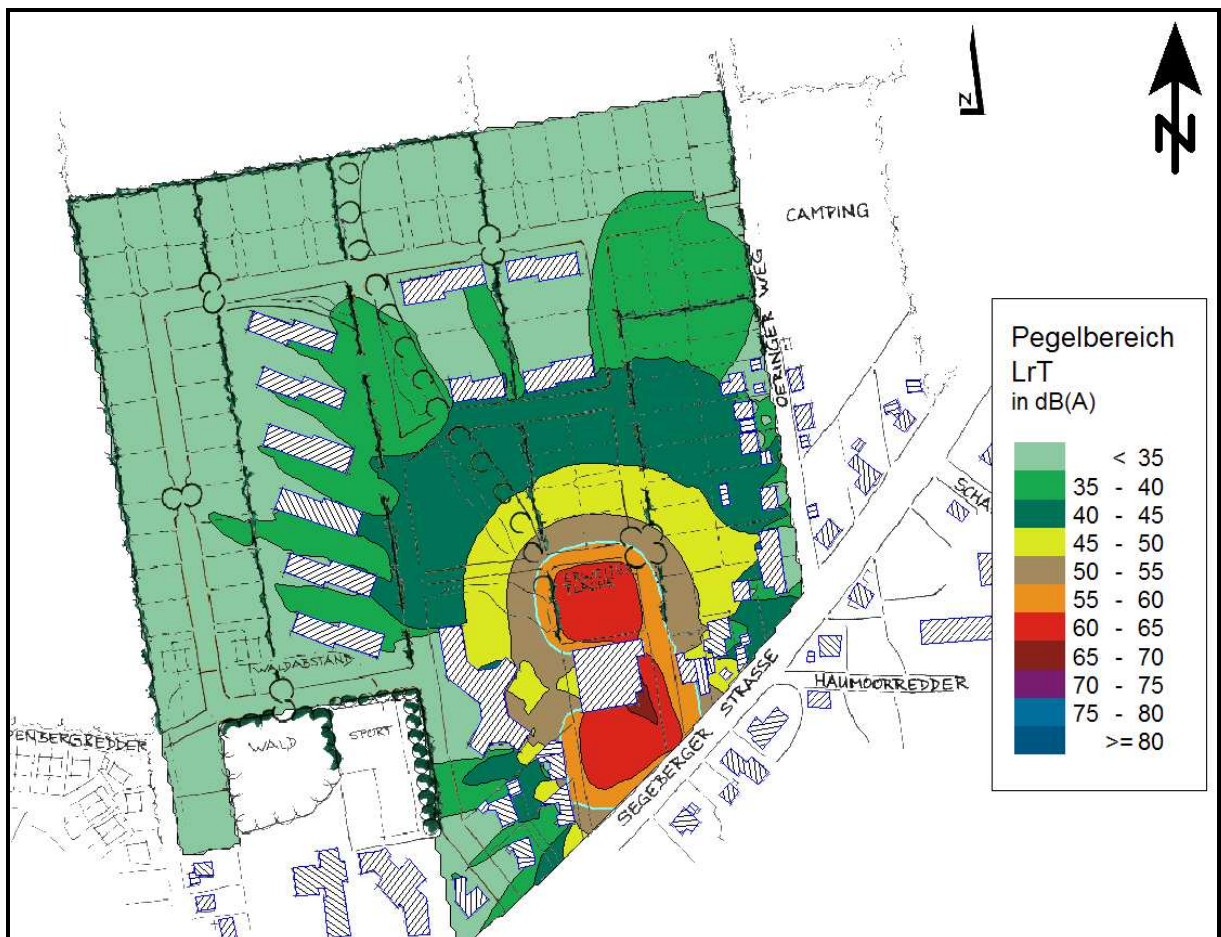 N
N
CAMPING
OERINGER WEG
Pegelbereich
LrT
in dB(A)
< 35
35 - 40
40 - 45
45 - 50
50 - 55
55 - 60
60 - 65
65 - 70
70 - 75
75 - 80
>= 80
SCHA
WALDABSTAND
HAUMOORREDDER
SEGEBERGER STRASSE
PENBERGREDDER
WALD
SPORT